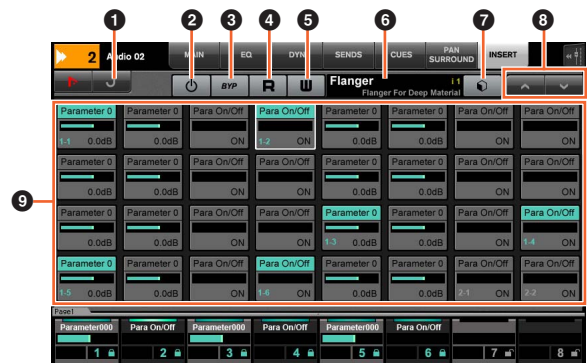 1 2 3 4 5 6 7 8
2 Audio 02 MAIN EQ DYN SENDS CUES PAN SURROUND INSERT
BYP R W Flanger i 1
Flanger For Deep Material
9
Parameter 0 Parameter 0 Para On/Off Para On/Off Parameter 0 Parameter 0 Para On/Off Para On/Off
1-1 0.0dB 0.0dB ON 1-2 ON 0.0dB 0.0dB ON ON
Parameter 0 Parameter 0 Para On/Off Para On/Off Parameter 0 Parameter 0 Para On/Off Para On/Off
0.0dB 0.0dB ON ON 0.0dB 0.0dB ON ON
Parameter 0 Parameter 0 Para On/Off Para On/Off Parameter 0 Parameter 0 Para On/Off Para On/Off
0.0dB 0.0dB ON ON 1-3 0.0dB 0.0dB ON 1-4 ON
Parameter 0 Parameter 0 Para On/Off Para On/Off Parameter 0 Parameter 0 Para On/Off Para On/Off
1-5 0.0dB 0.0dB ON 1-6 ON 0.0dB 0.0dB 2-1 ON 2-2 ON
Page1
Parameter000 Para On/Off Parameter000 Para On/Off Parameter000 Para On/Off
1 2 3 4 5 6 7 8